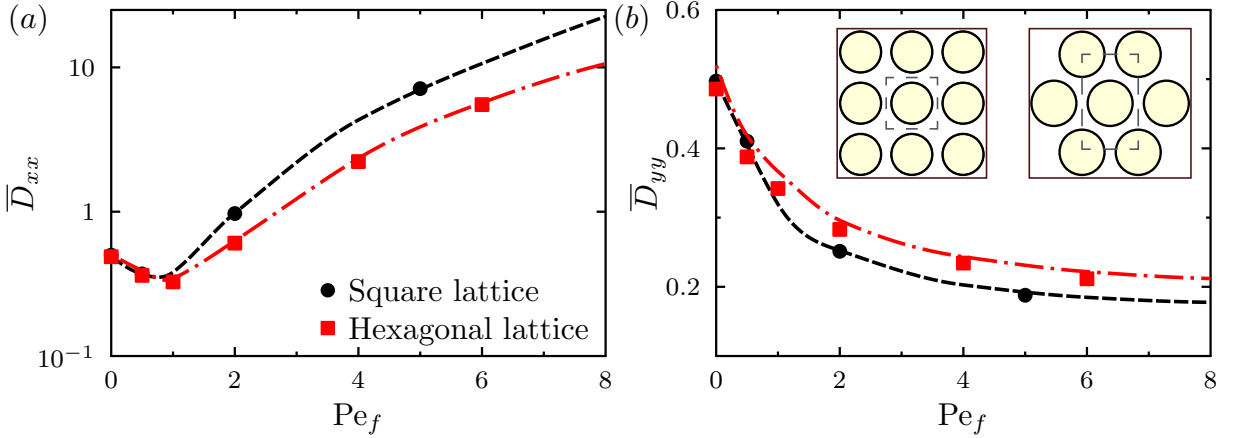 (a)
10
1
10⁻¹
D̅ₓₓ
0 2 4 6 8
Pe_f
Square lattice
Hexagonal lattice
(b)
0.6
0.4
0.2
D̅_yy
0 2 4 6 8
Pe_f